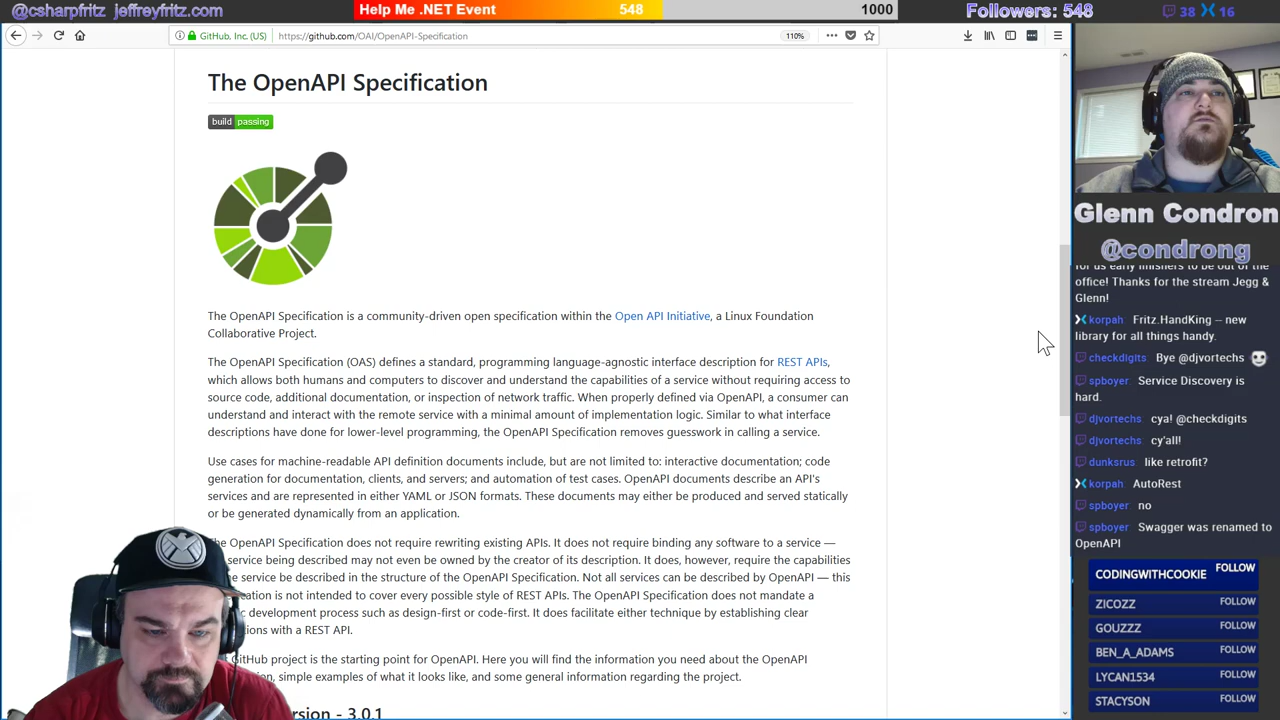 @csharpfritz jeffreyfritz.com
Help Me .NET Event 548 1000
Followers: 548 38 16
GitHub, Inc. (US) https://github.com/OAI/OpenAPI-Specification 110%
The OpenAPI Specification
build passing
The OpenAPI Specification is a community-driven open specification within the Open API Initiative, a Linux Foundation
Collaborative Project.
The OpenAPI Specification (OAS) defines a standard, programming language-agnostic interface description for REST APIs,
which allows both humans and computers to discover and understand the capabilities of a service without requiring access to
source code, additional documentation, or inspection of network traffic. When properly defined via OpenAPI, a consumer can
understand and interact with the remote service with a minimal amount of implementation logic. Similar to what interface
descriptions have done for lower-level programming, the OpenAPI Specification removes guesswork in calling a service.
Use cases for machine-readable API definition documents include, but are not limited to: interactive documentation; code
generation for documentation, clients, and servers; and automation of test cases. OpenAPI documents describe an API's
services and are represented in either YAML or JSON formats. These documents may either be produced and served statically
or be generated dynamically from an application.
OpenAPI Specification does not require rewriting existing APIs. It does not require binding any software to a service —
service being described may not even be owned by the creator of its description. It does, however, require the capabilities
service be described in the structure of the OpenAPI Specification. Not all services can be described by OpenAPI — this
is not intended to cover every possible style of REST APIs. The OpenAPI Specification does not mandate a
development process such as design-first or code-first. It does facilitate either technique by establishing clear
with a REST API.
GitHub project is the starting point for OpenAPI. Here you will find the information you need about the OpenAPI
simple examples of what it looks like, and some general information regarding the project.
- 3.0.1
Glenn Condron
@condrong
for us early finishers to be out of the
office! Thanks for the stream Jegg &
Glenn!
korpah Fritz.HandKing -- new
library for all things handy.
checkdigits Bye @djvortechs
spboyer Service Discovery is
hard.
djvortechs cya! @checkdigits
djvortechs cy'all!
dunksrus like retrofit?
korpah AutoRest
spboyer no
spboyer Swagger was renamed to
OpenAPI
CODINGWITHCOOKIE FOLLOW
ZICOZZ FOLLOW
GOUZZZ FOLLOW
BEN_A_ADAMS FOLLOW
LYCAN1534 FOLLOW
STACYSON FOLLOW